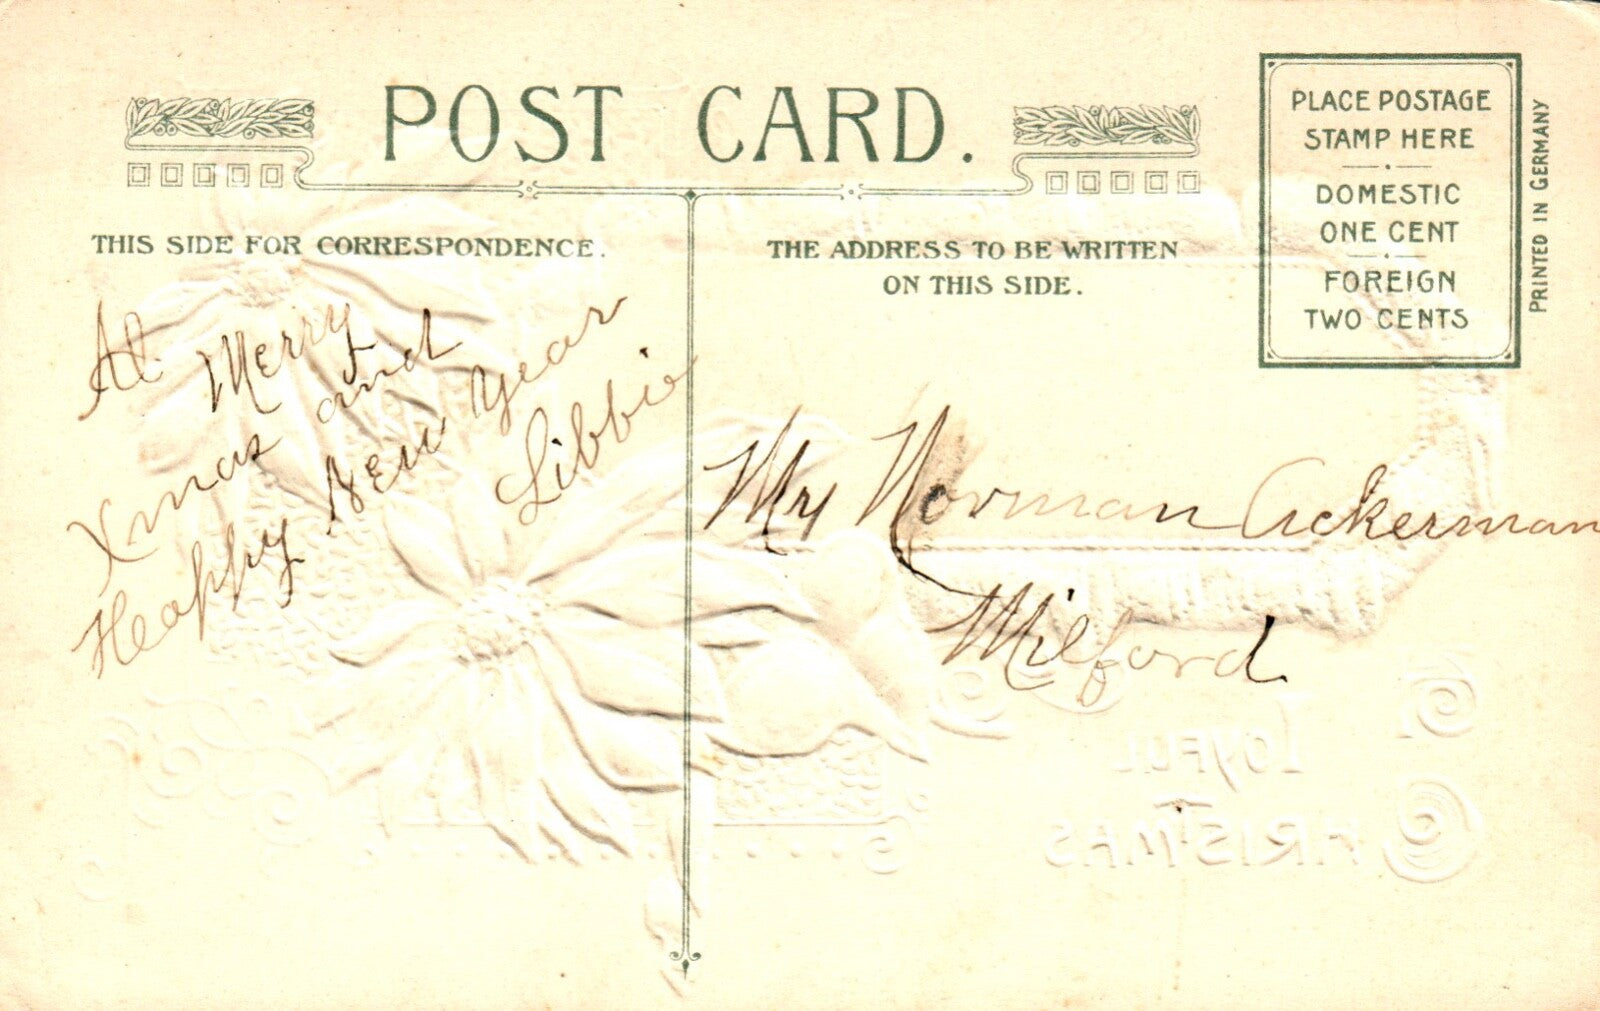 POST CARD.
THIS SIDE FOR CORRESPONDENCE.
A Merry
Xmas and
Happy New Year
Libbie
THE ADDRESS TO BE WRITTEN
ON THIS SIDE.
Mr Norman Ackerman
Milford
PLACE POSTAGE
STAMP HERE
DOMESTIC
ONE CENT
FOREIGN
TWO CENTS
PRINTED IN GERMANY
JOYFUL
CHRISTMAS